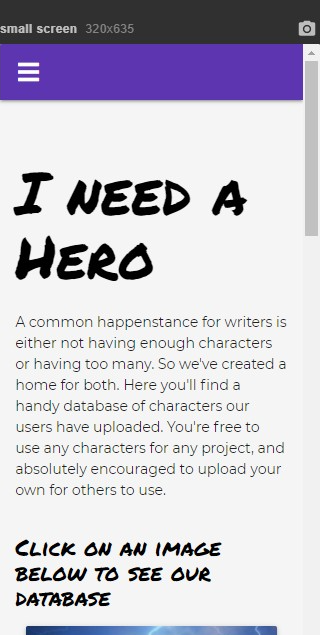 small screen 320x635
I need a
Hero
A common happenstance for writers is
either not having enough characters
or having too many. So we've created a
home for both. Here you'll find a
handy database of characters our
users have uploaded. You're free to
use any characters for any project, and
absolutely encouraged to upload your
own for others to use.
Click on an image
below to see our
database